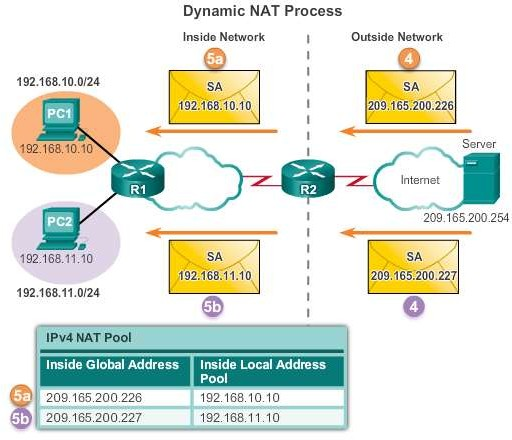 Dynamic NAT Process
Inside Network
Outside Network
5a
4
192.168.10.0/24
SA
192.168.10.10
SA
209.165.200.226
PC1
192.168.10.10
Server
R1
R2
Internet
PC2
209.165.200.254
192.168.11.10
SA
192.168.11.10
SA
209.165.200.227
192.168.11.0/24
5b
4
IPv4 NAT Pool
Inside Global Address
Inside Local Address
Pool
5a
209.165.200.226
192.168.10.10
5b
209.165.200.227
192.168.11.10